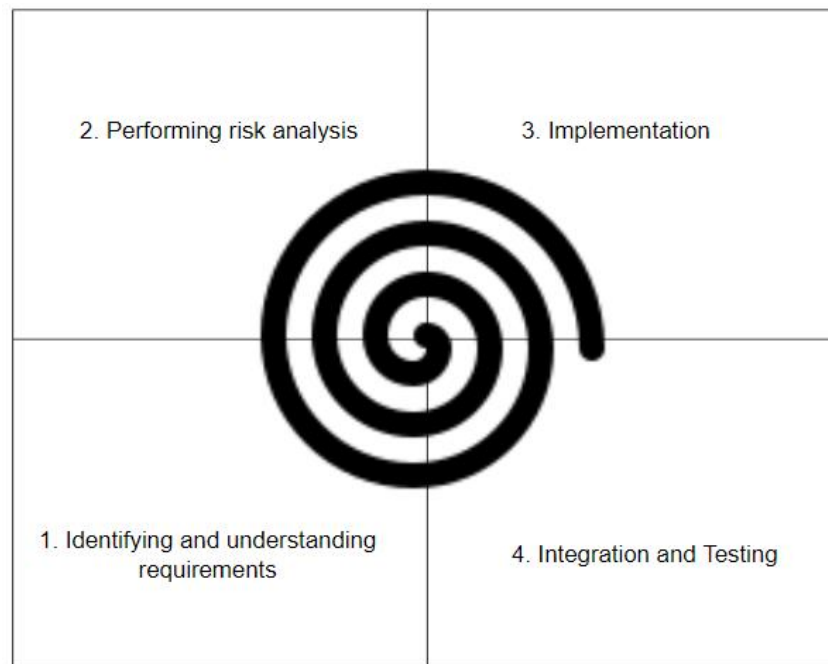 2. Performing risk analysis
3. Implementation
1. Identifying and understanding
requirements
4. Integration and Testing